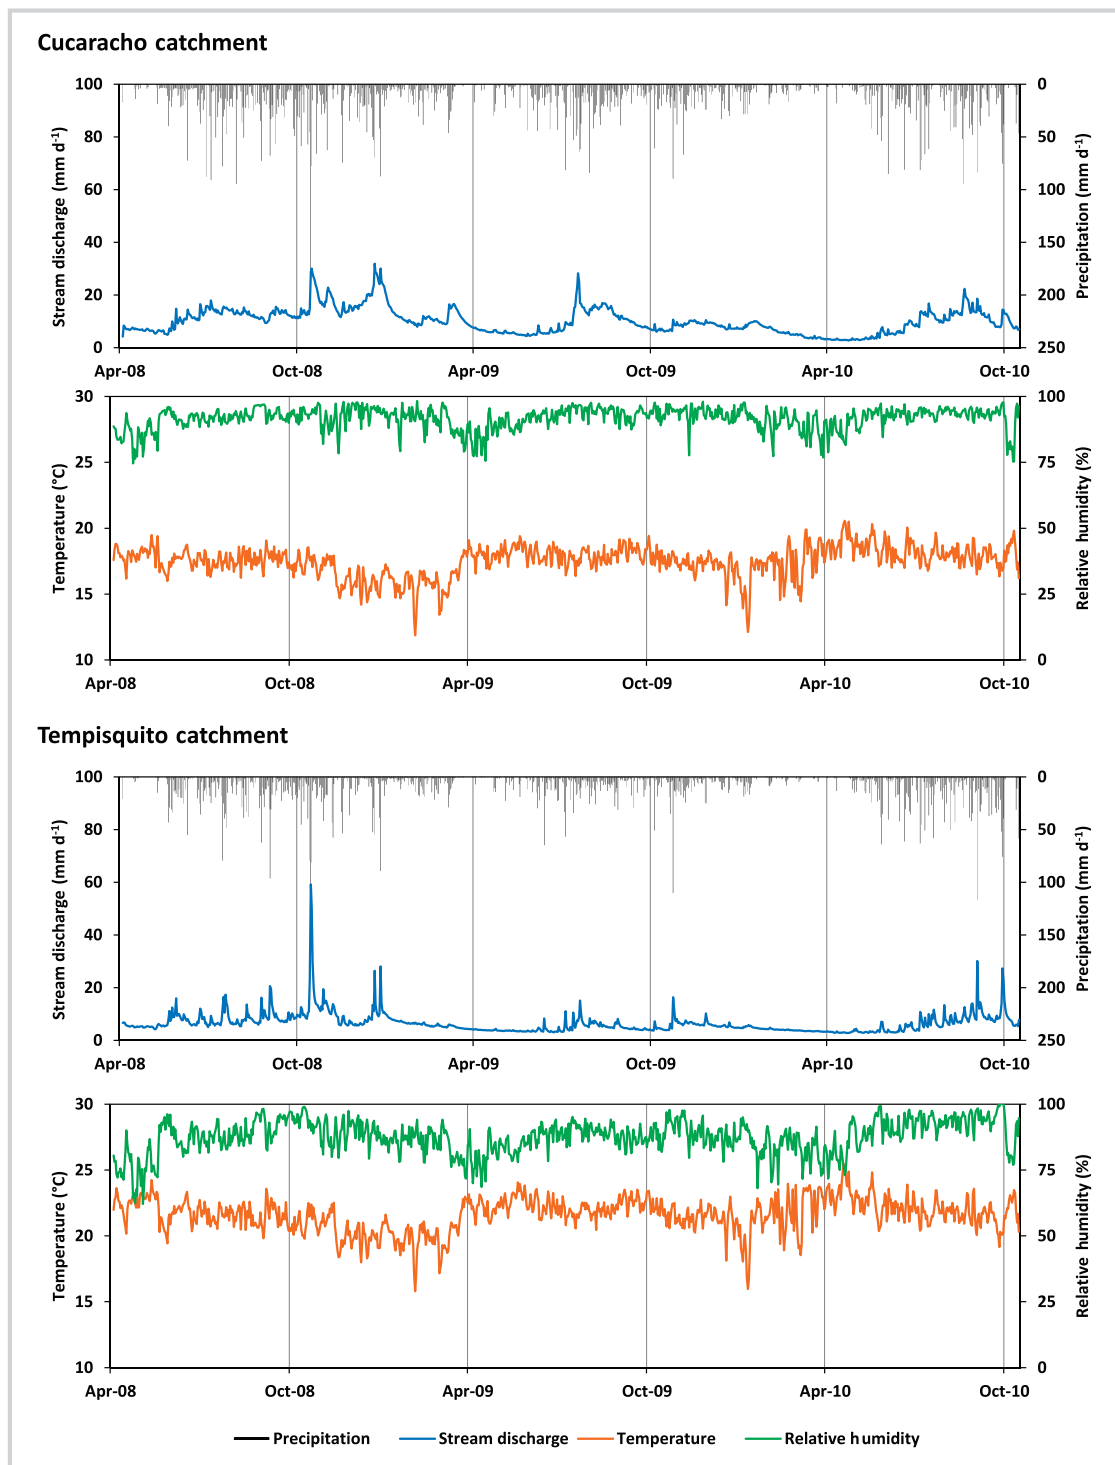 Cucaracho catchment
Stream discharge (mm d-1)
100
80
60
40
20
0
Precipitation (mm d-1)
0
50
100
150
200
250
Apr-08 Oct-08 Apr-09 Oct-09 Apr-10 Oct-10
Temperature (°C)
30
25
20
15
10
Relative humidity (%)
100
75
50
25
0
Apr-08 Oct-08 Apr-09 Oct-09 Apr-10 Oct-10
Tempisquito catchment
Stream discharge (mm d-1)
100
80
60
40
20
0
Precipitation (mm d-1)
0
50
100
150
200
250
Apr-08 Oct-08 Apr-09 Oct-09 Apr-10 Oct-10
Temperature (°C)
30
25
20
15
10
Relative humidity (%)
100
75
50
25
0
Apr-08 Oct-08 Apr-09 Oct-09 Apr-10 Oct-10
Precipitation Stream discharge Temperature Relative humidity